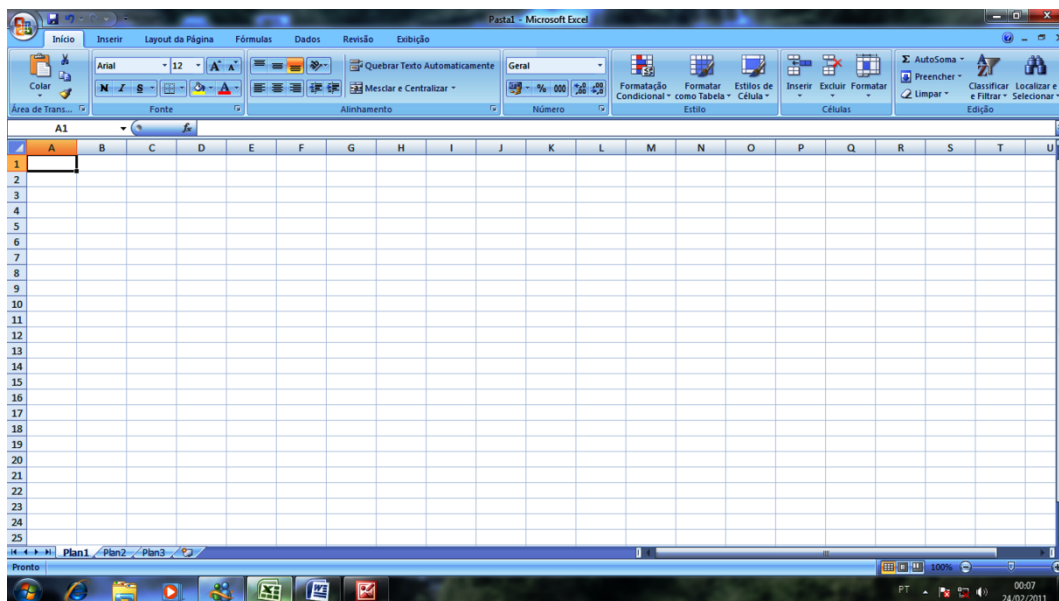 Pasta1 - Microsoft Excel
Início Inserir Layout da Página Fórmulas Dados Revisão Exibição
Colar
Área de Trans...
Arial 12
N I S
Fonte
Quebrar Texto Automaticamente
Mesclar e Centralizar
Alinhamento
Geral
% 000
Número
Formatação Condicional
Formatar como Tabela
Estilos de Célula
Estilo
Inserir Excluir Formatar
Células
Σ AutoSoma
Preencher
Limpar
Classificar e Filtrar
Localizar e Selecionar
Edição
A1 fx
A B C D E F G H I J K L M N O P Q R S T U
1
2
3
4
5
6
7
8
9
10
11
12
13
14
15
16
17
18
19
20
21
22
23
24
25
Plan1 Plan2 Plan3
Pronto 100%
PT 00:07
24/02/2011